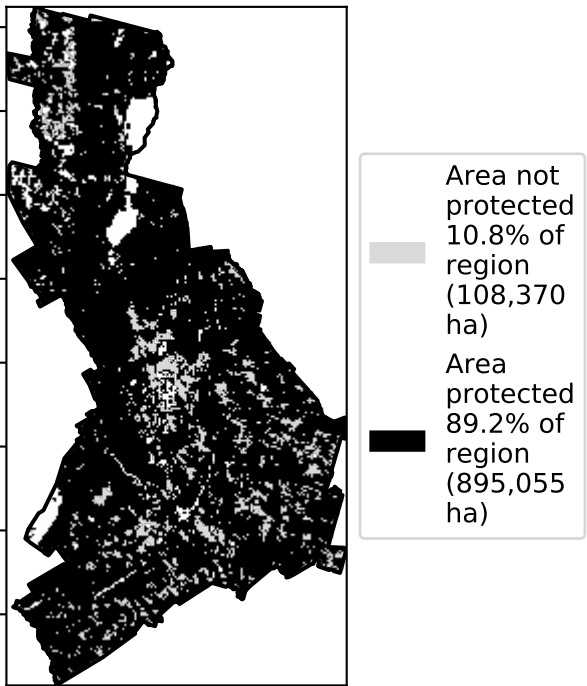 Area not
protected
10.8% of
region
(108,370
ha)
Area
protected
89.2% of
region
(895,055
ha)